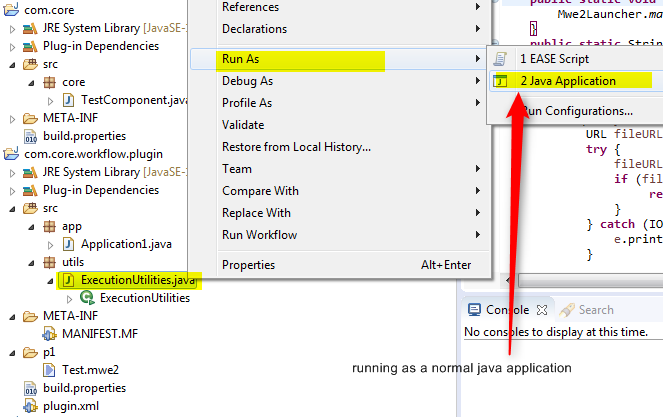 com.core
JRE System Library [JavaSE-
Plug-in Dependencies
src
core
TestComponent.java
META-INF
build.properties
com.core.workflow.plugin
JRE System Library [JavaSE-
Plug-in Dependencies
src
app
Application1.java
utils
ExecutionUtilities.java
ExecutionUtilities
META-INF
MANIFEST.MF
p1
Test.mwe2
build.properties
plugin.xml
References
Declarations
Run As
Debug As
Profile As
Validate
Restore from Local History...
Team
Compare With
Replace With
Run Workflow
Properties Alt+Enter
1 EASE Script
2 Java Application
Run Configurations...
public static void
Mwe2Launcher.ma
}
public static Strin
URL fileURL
try {
fileURL
if (fil
re
}
} catch (IO
e.print
}
Console
Search
No consoles to display at this time.
running as a normal java application